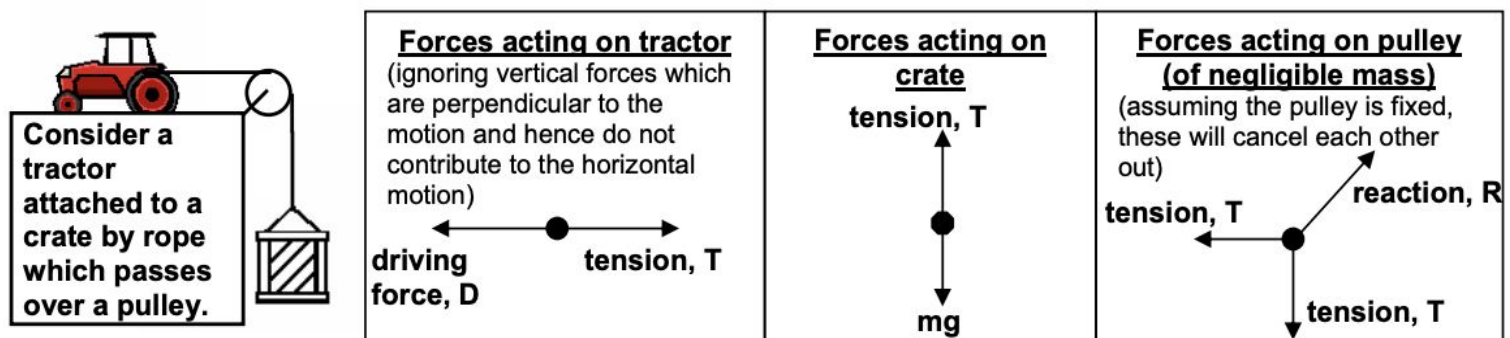 Consider a
tractor
attached to a
crate by rope
which passes
over a pulley.
Forces acting on tractor
(ignoring vertical forces which
are perpendicular to the
motion and hence do not
contribute to the horizontal
motion)
driving
force, D
tension, T
Forces acting on
crate
tension, T
mg
Forces acting on pulley
(of negligible mass)
(assuming the pulley is fixed,
these will cancel each other
out)
reaction, R
tension, T
tension, T